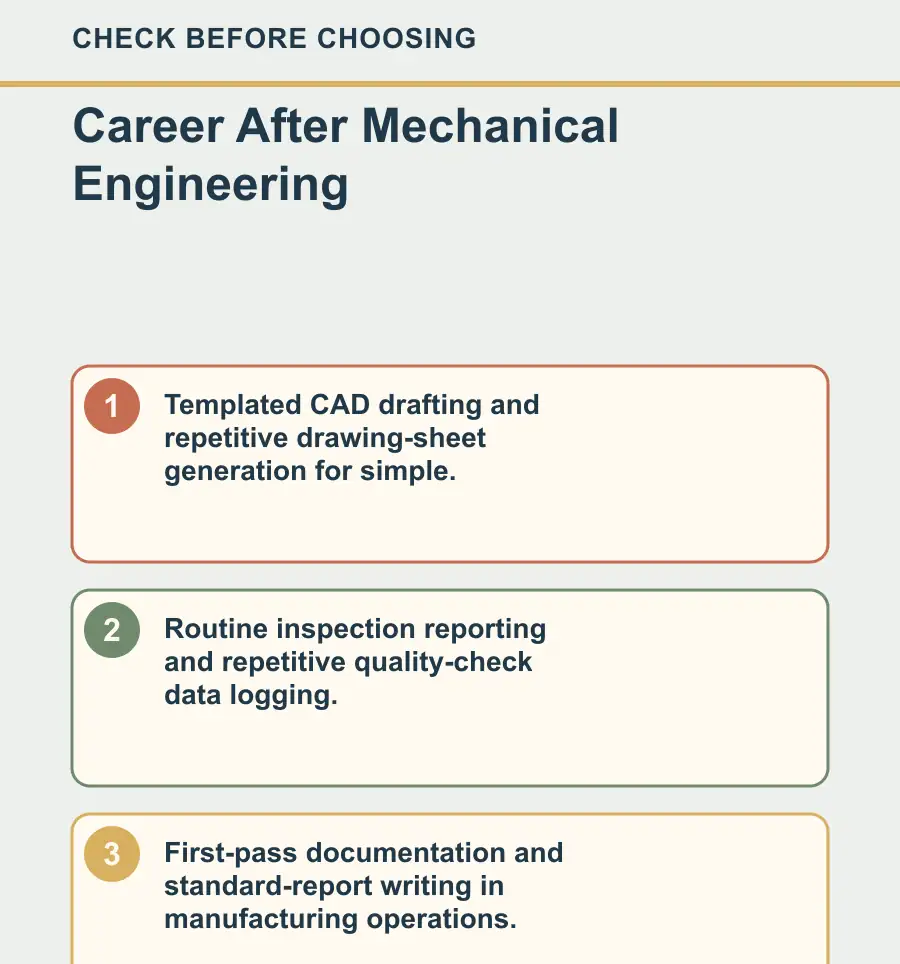 CHECK BEFORE CHOOSING
Career After Mechanical
Engineering
1
Templated CAD drafting and
repetitive drawing-sheet
generation for simple.
2
Routine inspection reporting
and repetitive quality-check
data logging.
3
First-pass documentation and
standard-report writing in
manufacturing operations.